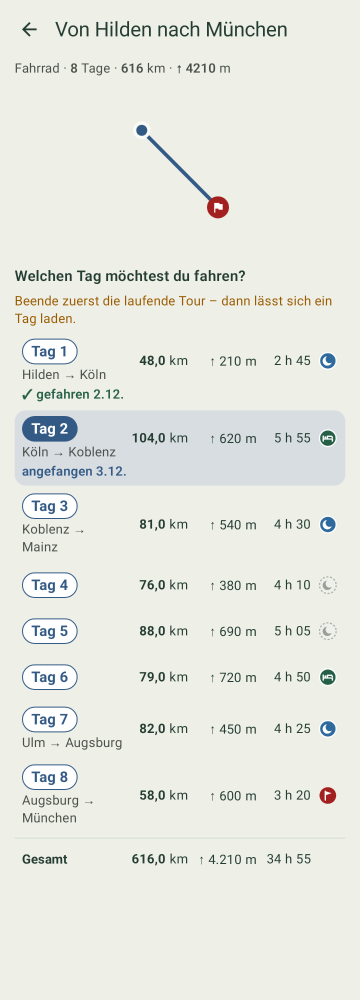 Von Hilden nach München
Fahrrad · 8 Tage · 616 km · ↑ 4210 m
Welchen Tag möchtest du fahren?
Beende zuerst die laufende Tour – dann lässt sich ein
Tag laden.
Tag 1 48,0 km ↑ 210 m 2 h 45
Hilden → Köln
✓ gefahren 2.12.
Tag 2 104,0 km ↑ 620 m 5 h 55
Köln → Koblenz
angefangen 3.12.
Tag 3 81,0 km ↑ 540 m 4 h 30
Koblenz →
Mainz
Tag 4 76,0 km ↑ 380 m 4 h 10
Tag 5 88,0 km ↑ 690 m 5 h 05
Tag 6 79,0 km ↑ 720 m 4 h 50
Tag 7 82,0 km ↑ 450 m 4 h 25
Ulm → Augsburg
Tag 8 58,0 km ↑ 600 m 3 h 20
Augsburg →
München
Gesamt 616,0 km ↑ 4.210 m 34 h 55